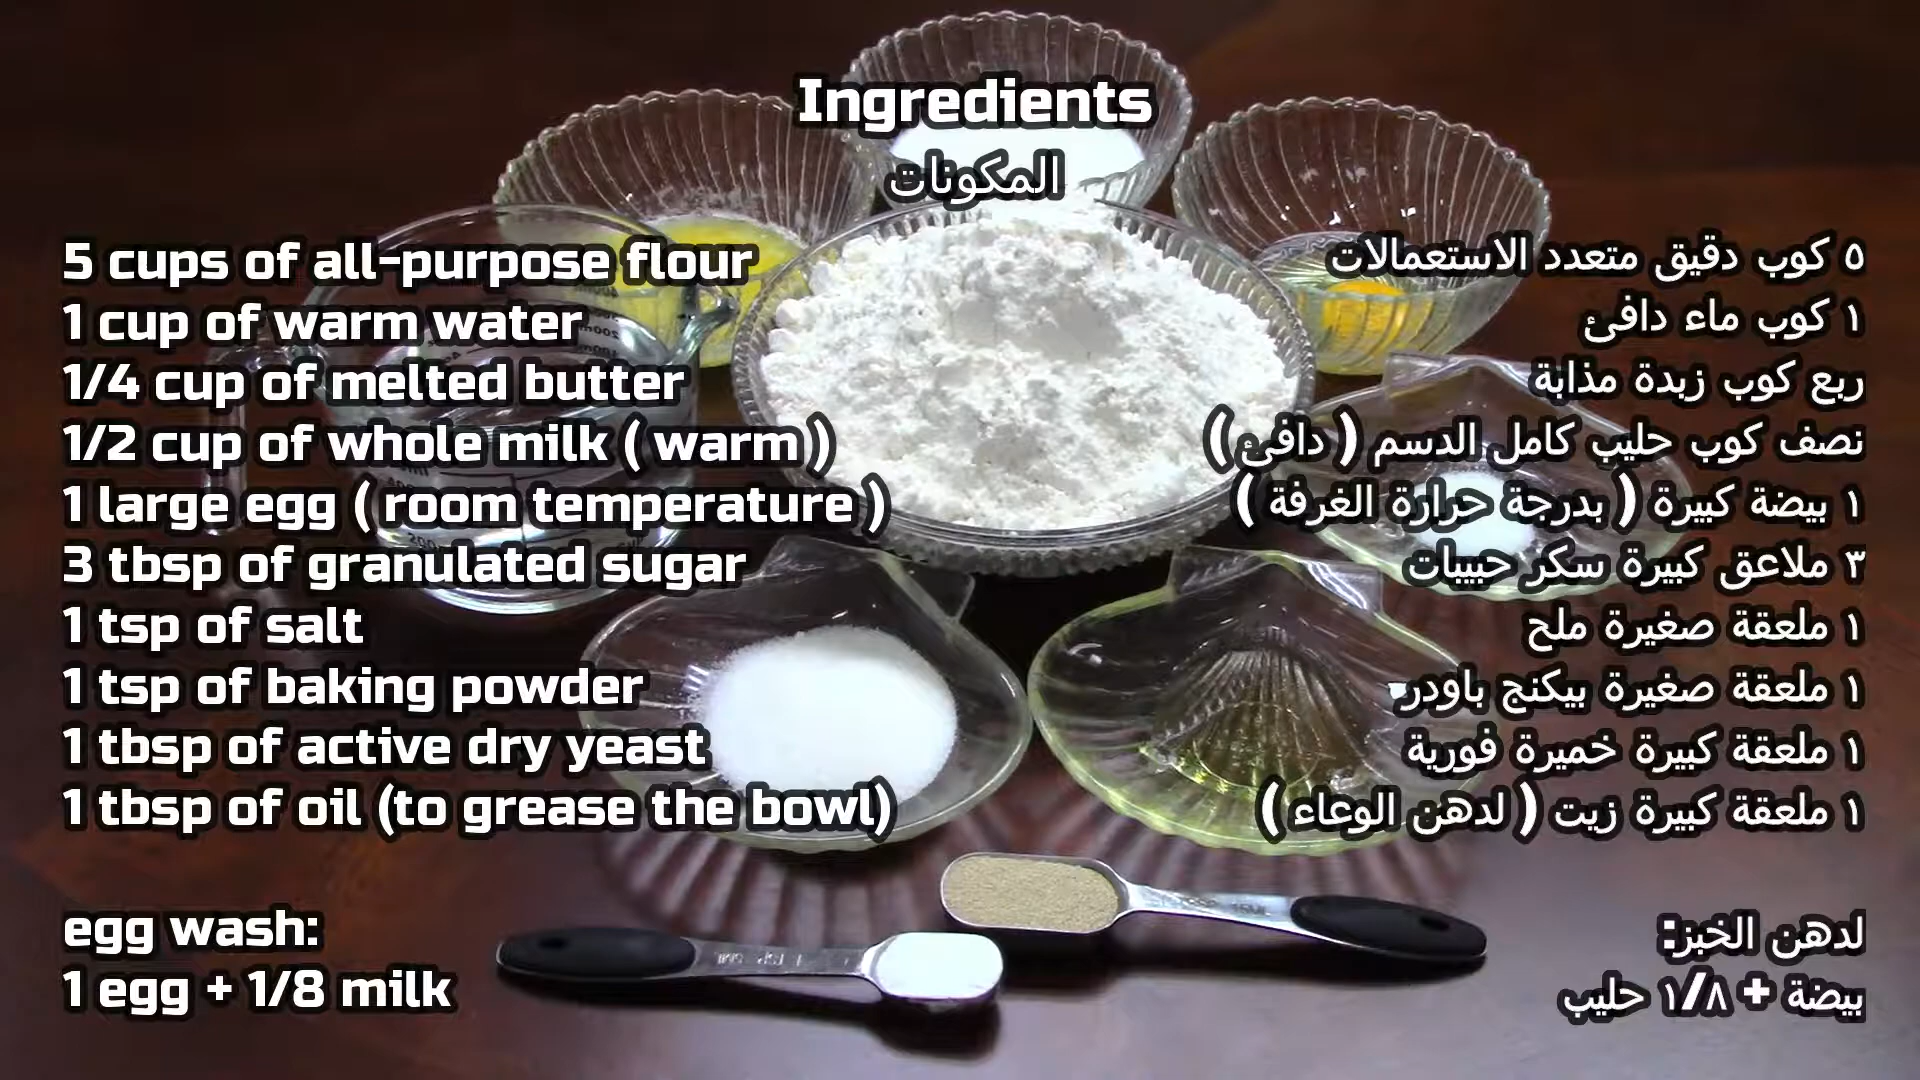 Ingredients
المكونات
5 cups of all-purpose flour
1 cup of warm water
1/4 cup of melted butter
1/2 cup of whole milk ( warm )
1 large egg ( room temperature )
3 tbsp of granulated sugar
1 tsp of salt
1 tsp of baking powder
1 tbsp of active dry yeast
1 tbsp of oil (to grease the bowl)
egg wash:
1 egg + 1/8 milk
٥ كوب دقيق متعدد الاستعمالات
١ كوب ماء دافئ
ربع كوب زبدة مذابة
نصف كوب حليب كامل الدسم ( دافئ )
١ بيضة كبيرة ( بدرجة حرارة الغرفة )
٣ ملاعق كبيرة سكر حبيبات
١ ملعقة صغيرة ملح
١ ملعقة صغيرة بيكنج باودر
١ ملعقة كبيرة خميرة فورية
١ ملعقة كبيرة زيت ( لدهن الوعاء )
لدهن الخبز:
بيضة + ١/٨ حليب